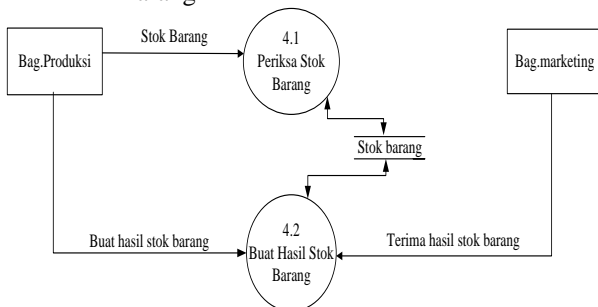 Stok Barang
Bag.Produksi
4.1
Periksa Stok
Barang
Bag.marketing
Stok barang
Buat hasil stok barang
4.2
Buat Hasil Stok
Barang
Terima hasil stok barang